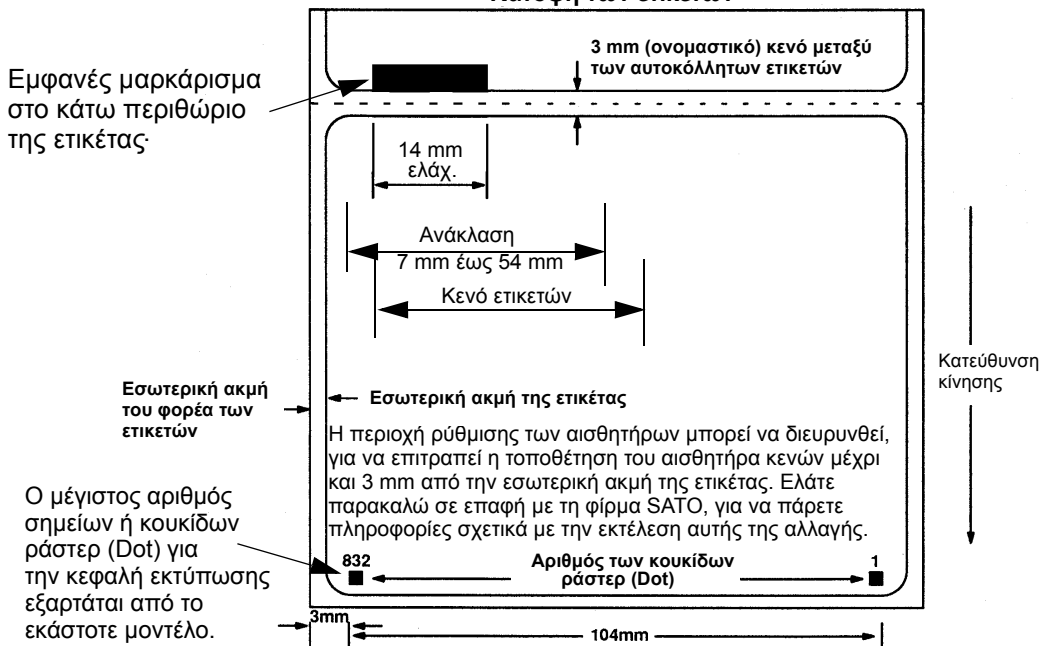 3 mm (ονομαστικό) κενό μεταξύ
των αυτοκόλλητων ετικετών
Εμφανές μαρκάρισμα
στο κάτω περιθώριο
της ετικέτας·
14 mm
ελάχ.
Ανάκλαση
7 mm έως 54 mm
Κενό ετικετών
Κατεύθυνση
κίνησης
Εσωτερική ακμή
του φορέα των
ετικετών
Εσωτερική ακμή της ετικέτας
Η περιοχή ρύθμισης των αισθητήρων μπορεί να διευρυνθεί,
για να επιτραπεί η τοποθέτηση του αισθητήρα κενών μέχρι
και 3 mm από την εσωτερική ακμή της ετικέτας. Ελάτε
παρακαλώ σε επαφή με τη φίρμα SATO, για να πάρετε
πληροφορίες σχετικά με την εκτέλεση αυτής της αλλαγής.
Ο μέγιστος αριθμός
σημείων ή κουκίδων
ράστερ (Dot) για
την κεφαλή εκτύπωσης
εξαρτάται από το
εκάστοτε μοντέλο.
832
Αριθμός των κουκίδων
ράστερ (Dot)
1
3mm
104mm